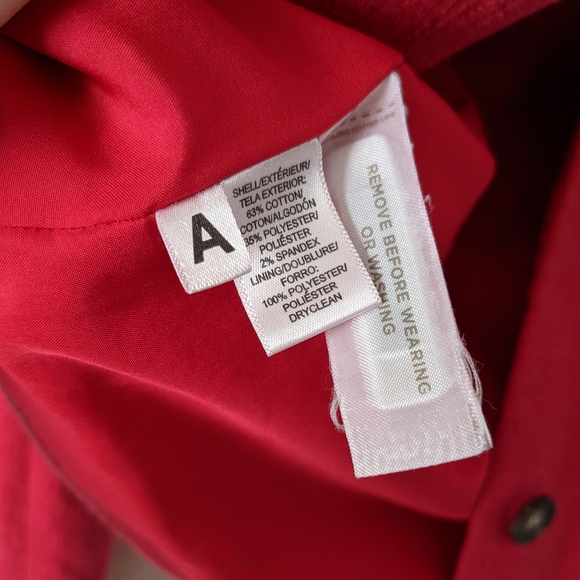 A
SHELL/EXTÉRIEUR/
TELA EXTERIOR:
63% COTTON/
COTON/ALGODÓN
35% POLYESTER/
POLIÉSTER
2% SPANDEX
LINING/DOUBLURE/
FORRO:
100% POLYESTER/
POLIÉSTER
DRYCLEAN
REMOVE BEFORE WEARING
OR WASHING